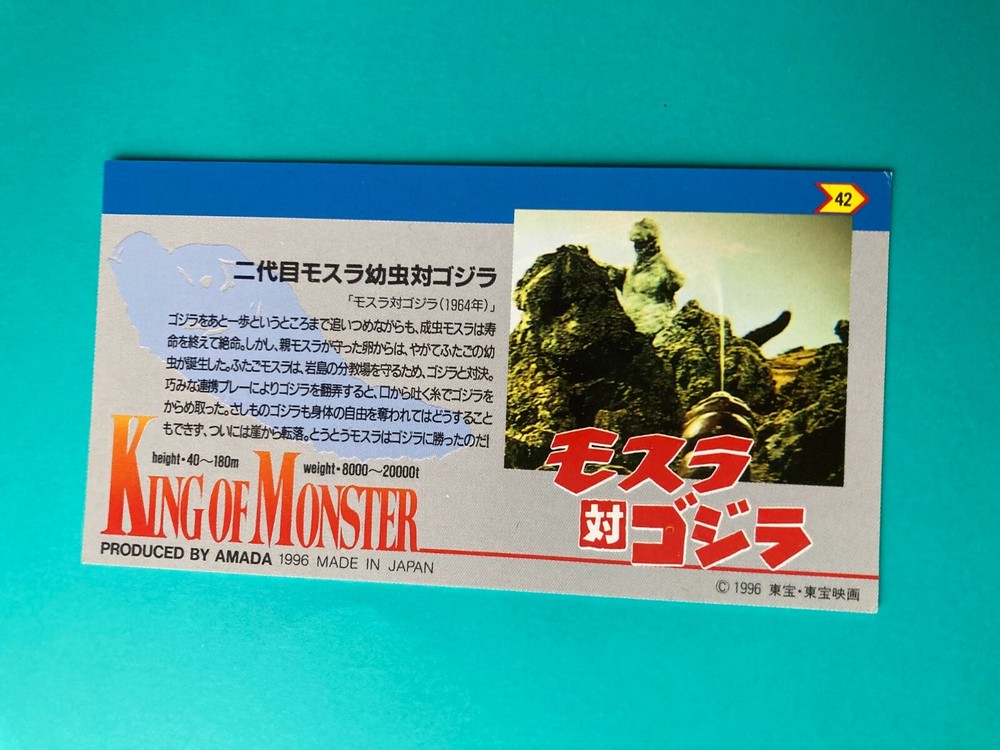 42
二代目モスラ幼虫対ゴジラ
「モスラ対ゴジラ(1964年)」
ゴジラをあと一歩というところまで追いつめながらも、成虫モスラは寿
命を終えて絶命。しかし、親モスラが守った卵からは、やがてふたごの幼
虫が誕生した。ふたごモスラは、岩島の分教場を守るため、ゴジラと対決。
巧みな連携プレーによりゴジラを翻弄すると、口から吐く糸でゴジラを
からめ取った。さしものゴジラも身体の自由を奪われてはどうすること
もできず、ついには崖から転落。とうとうモスラはゴジラに勝ったのだ!
height・40〜180m
weight・8000〜20000t
KING OF MONSTER
モスラ
対ゴジラ
PRODUCED BY AMADA 1996 MADE IN JAPAN
© 1996 東宝・東宝映画